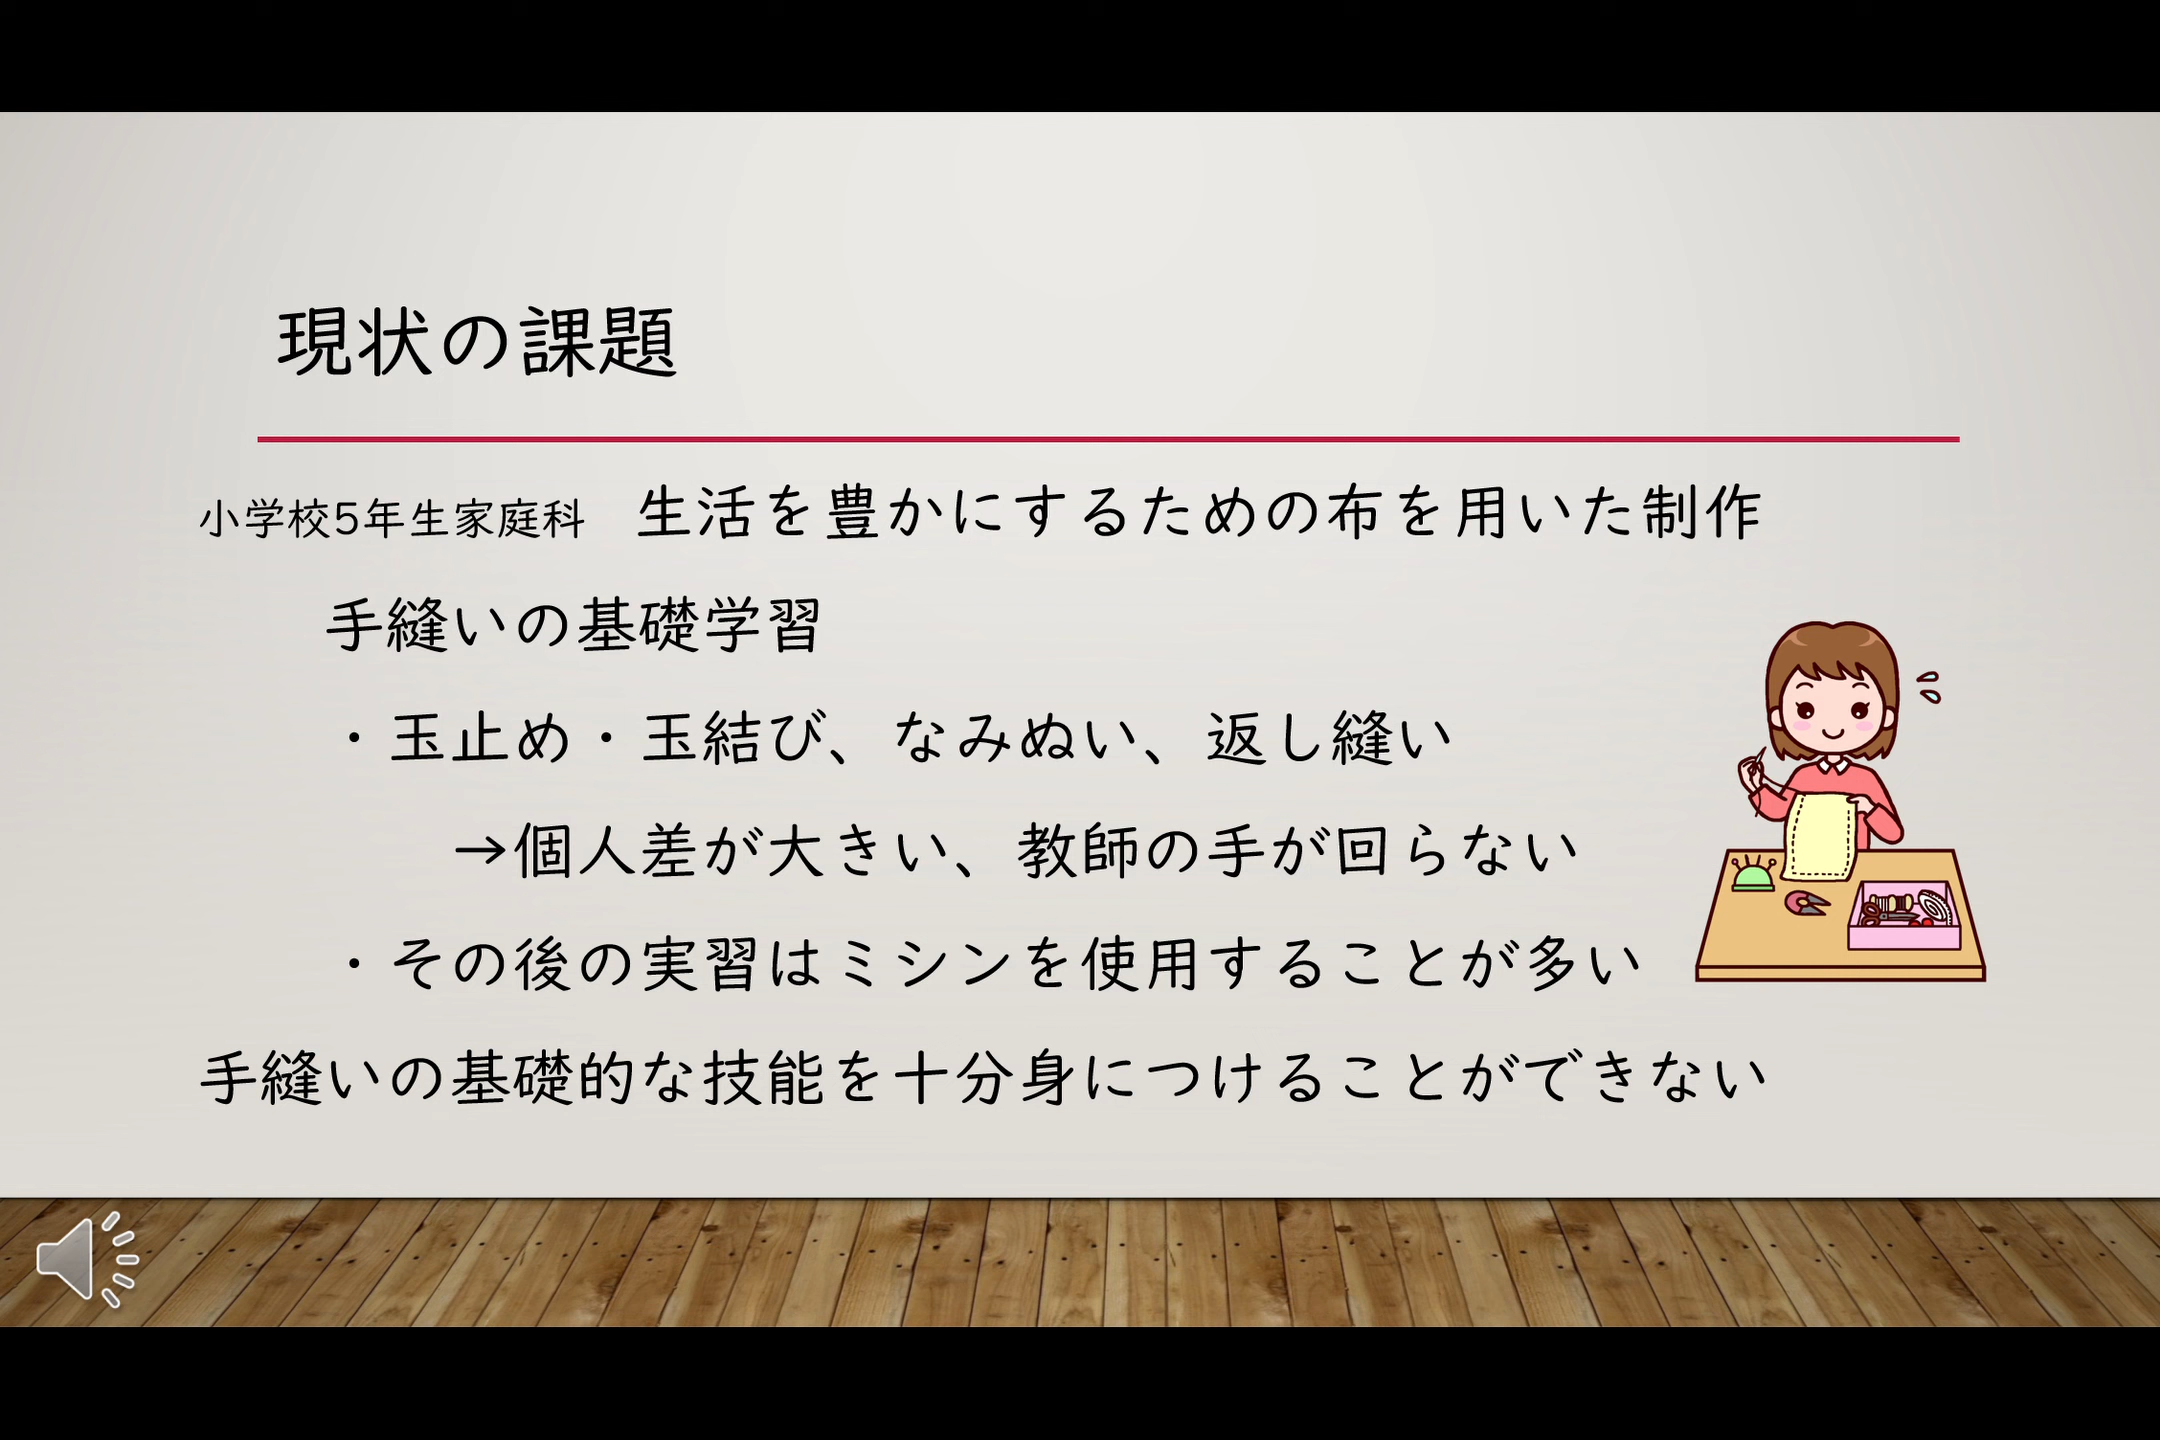 現状の課題
小学校5年生家庭科　生活を豊かにするための布を用いた制作
手縫いの基礎学習
・玉止め・玉結び、なみぬい、返し縫い
→個人差が大きい、教師の手が回らない
・その後の実習はミシンを使用することが多い
手縫いの基礎的な技能を十分身につけることができない